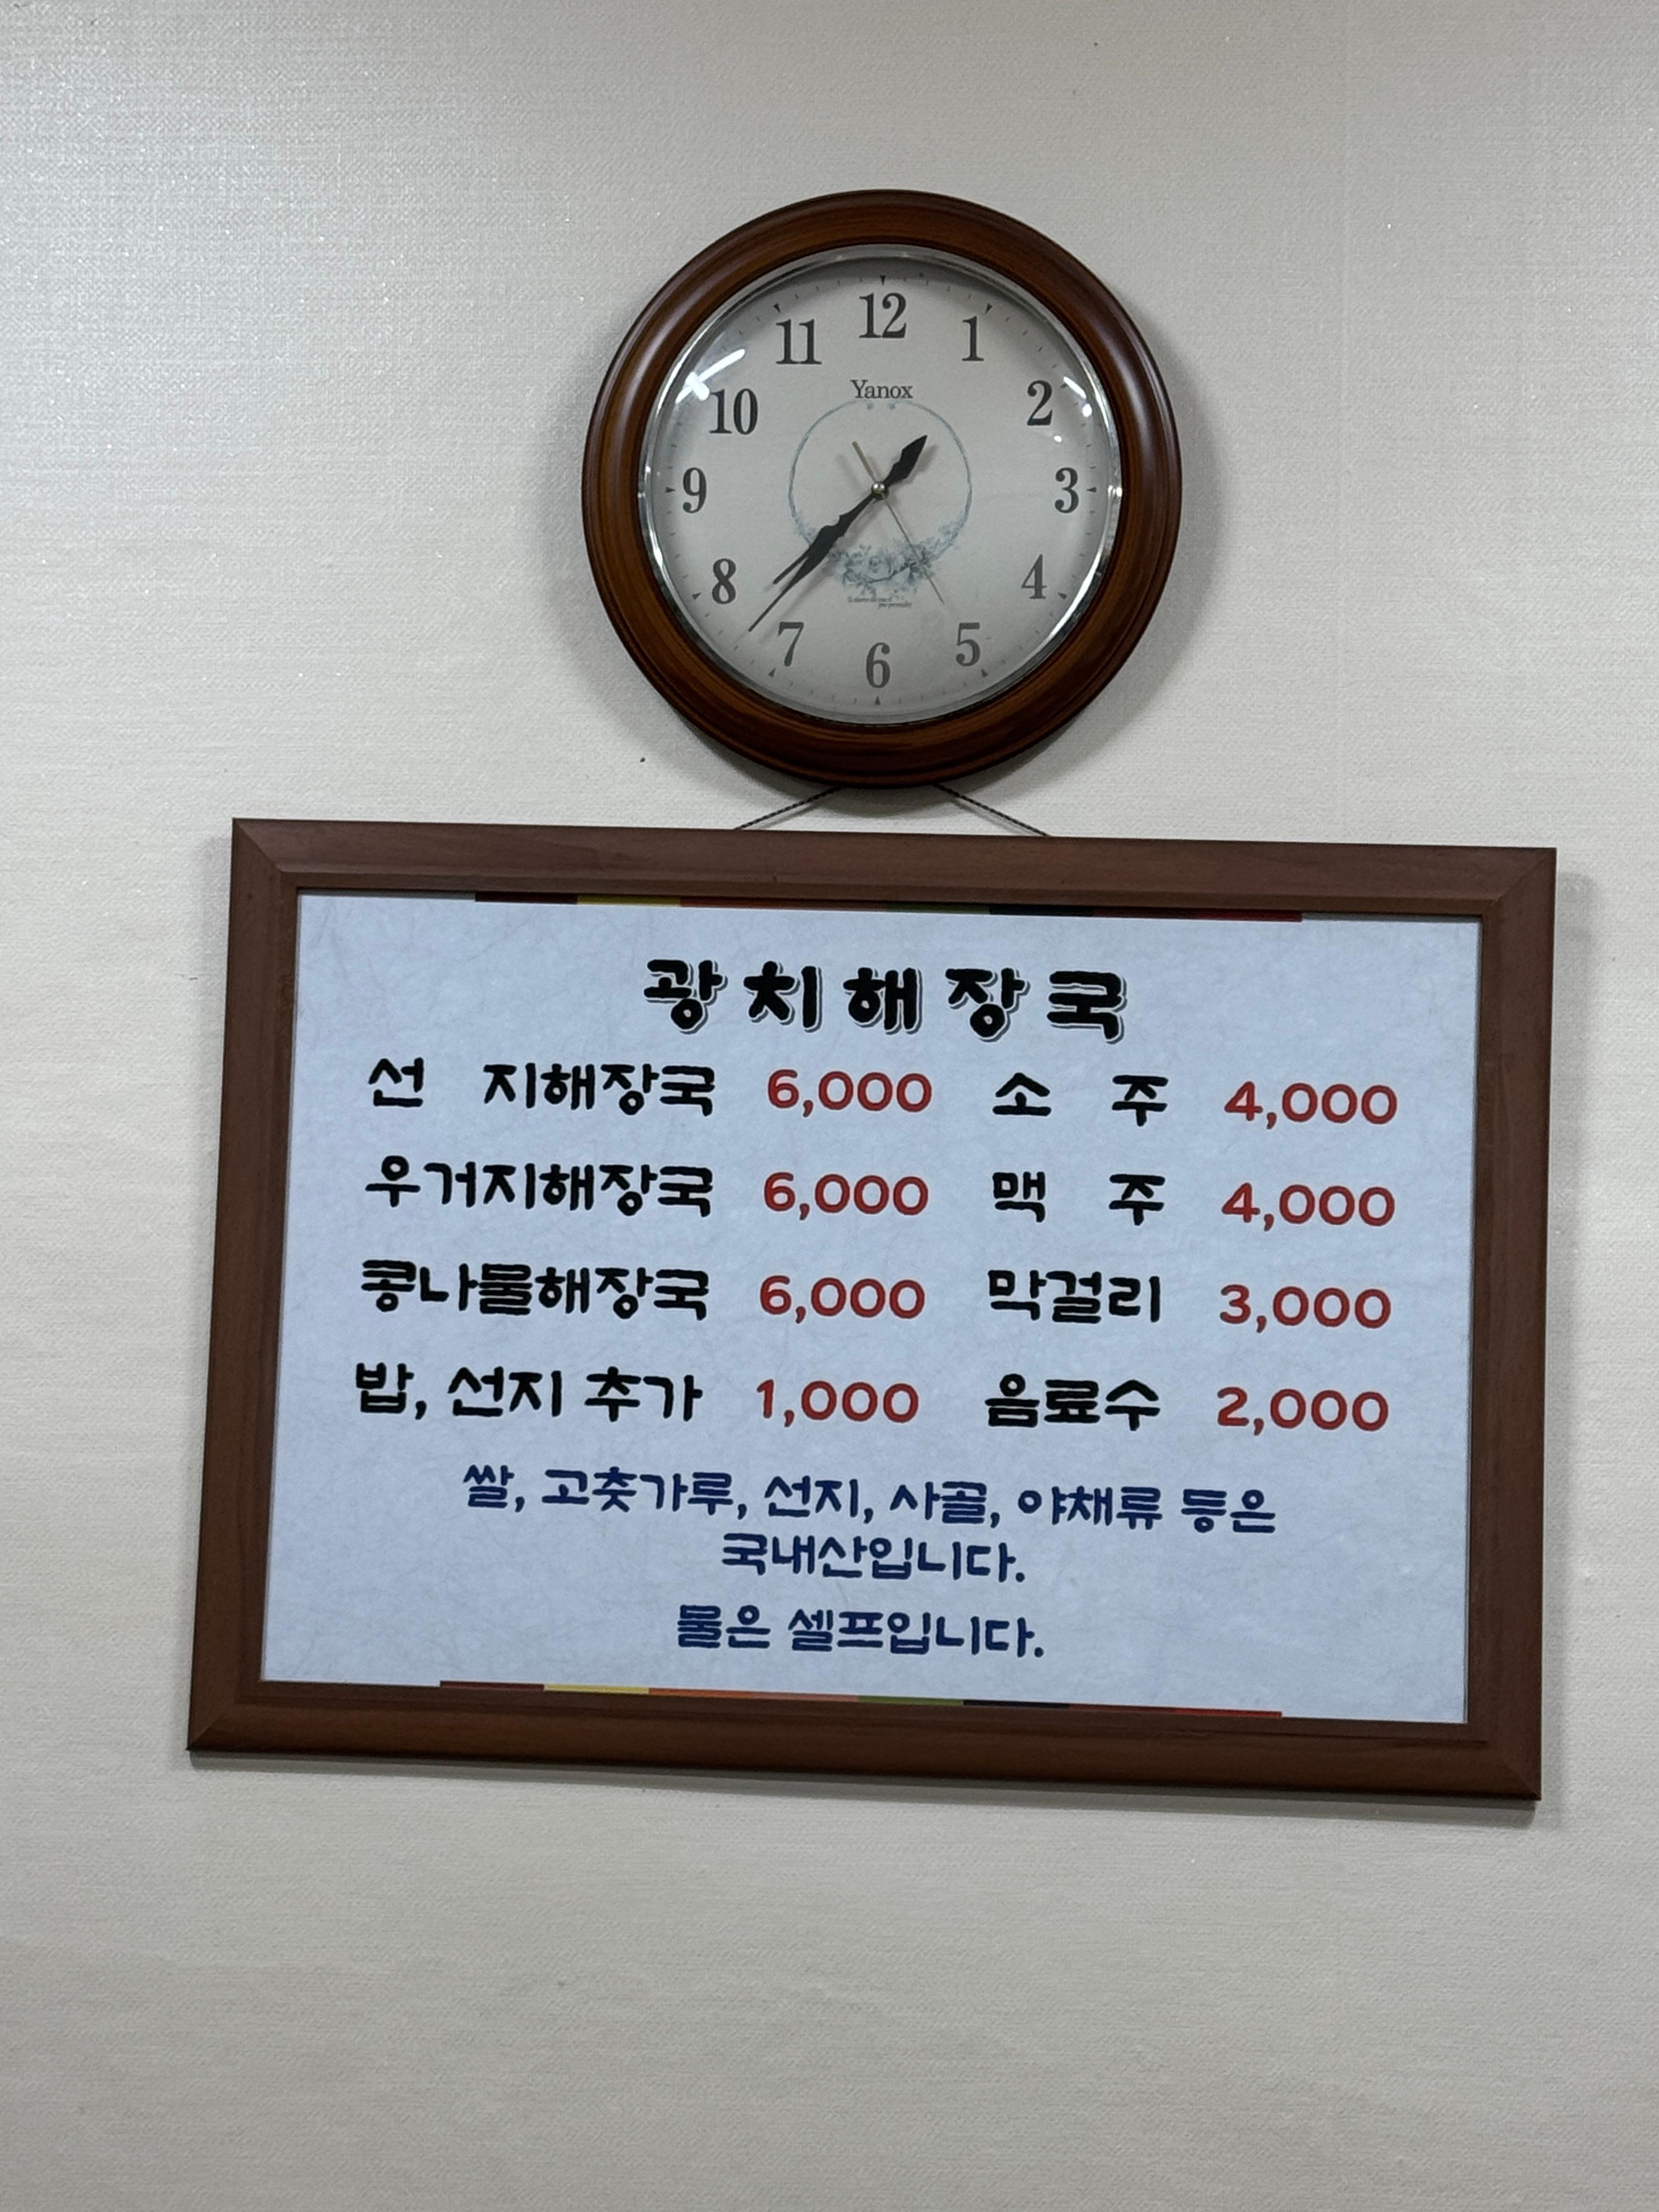 12
11 1
Yanox
10 2
9 3
8 4
7 5
6
광치해장국
선 지해장국 6,000 소 주 4,000
우거지해장국 6,000 맥 주 4,000
콩나물해장국 6,000 막걸리 3,000
밥, 선지 추가 1,000 음료수 2,000
쌀, 고춧가루, 선지, 사골, 야채류 등은
국내산입니다.
물은 셀프입니다.